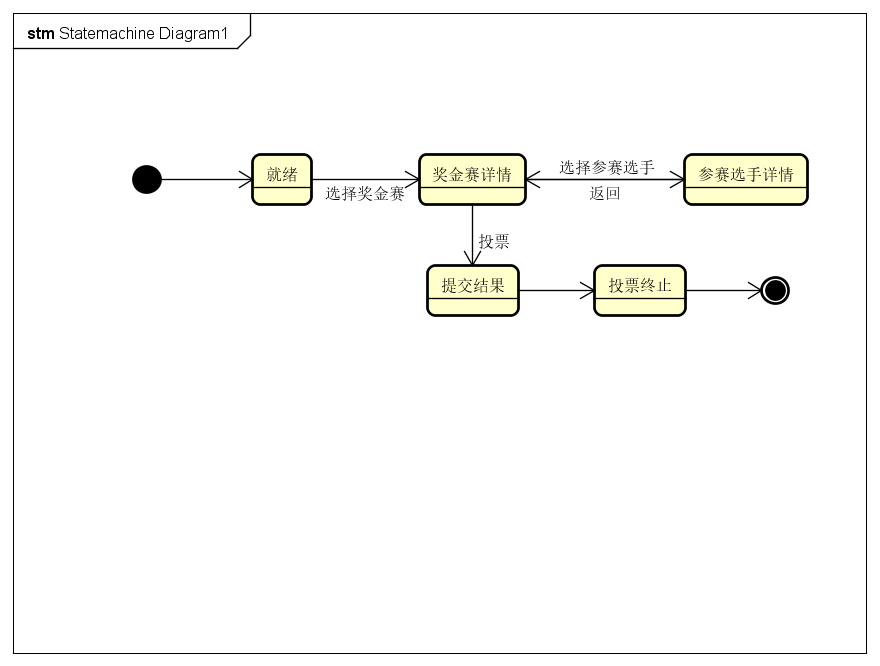 stm Statemachine Diagram1
就绪
选择奖金赛
奖金赛详情
选择参赛选手
返回
参赛选手详情
投票
提交结果
投票终止